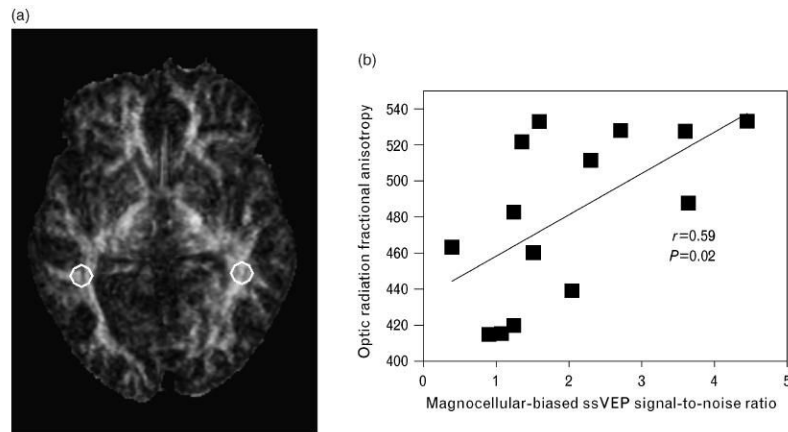 (a)
(b)
Optic radiation fractional anisotropy
540
520
500
480
460
440
420
400
r=0.59
P=0.02
0 1 2 3 4 5
Magnocellular-biased ssVEP signal-to-noise ratio